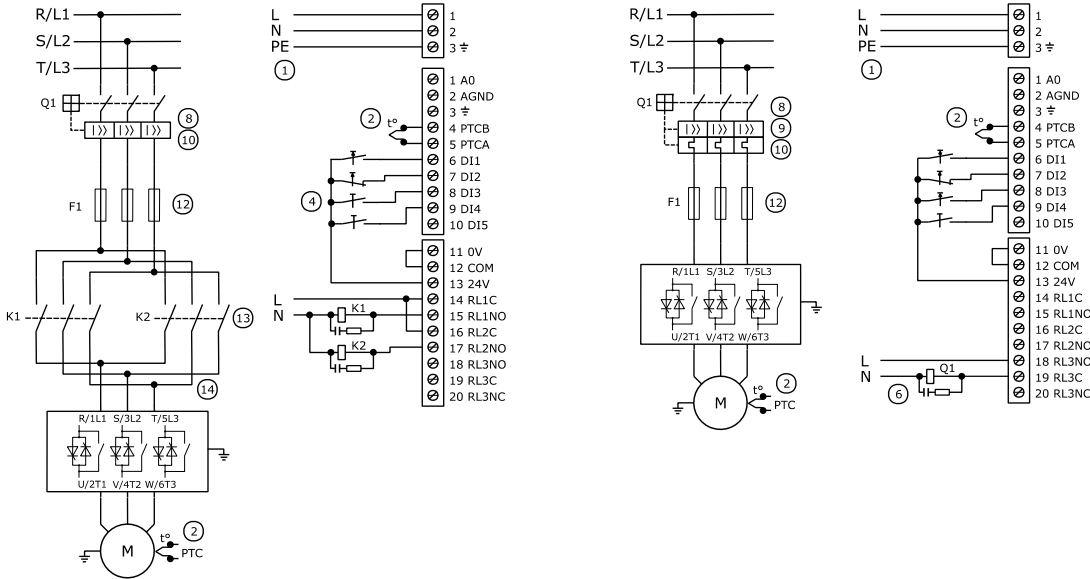 R/L1
S/L2
T/L3
Q1
8
10
F1
12
K1
K2
13
14
R/1L1 S/3L2 T/5L3
U/2T1 V/4T2 W/6T3
M
2
t°
PTC
L
N
PE
1
1
2
3
1 A0
2 AGND
3
4 PTCB
5 PTCA
6 DI1
7 DI2
8 DI3
9 DI4
10 DI5
2
t°
4
11 0V
12 COM
13 24V
14 RL1C
15 RL1NO
16 RL2C
17 RL2NO
18 RL3NO
19 RL3C
20 RL3NC
L
N
K1
K2
R/L1
S/L2
T/L3
Q1
8
9
10
F1
12
R/1L1 S/3L2 T/5L3
U/2T1 V/4T2 W/6T3
M
2
t°
PTC
L
N
PE
1
1
2
3
1 A0
2 AGND
3
4 PTCB
5 PTCA
6 DI1
7 DI2
8 DI3
9 DI4
10 DI5
2
t°
11 0V
12 COM
13 24V
14 RL1C
15 RL1NO
16 RL2C
17 RL2NO
18 RL3NO
19 RL3C
20 RL3NC
L
N
6
Q1